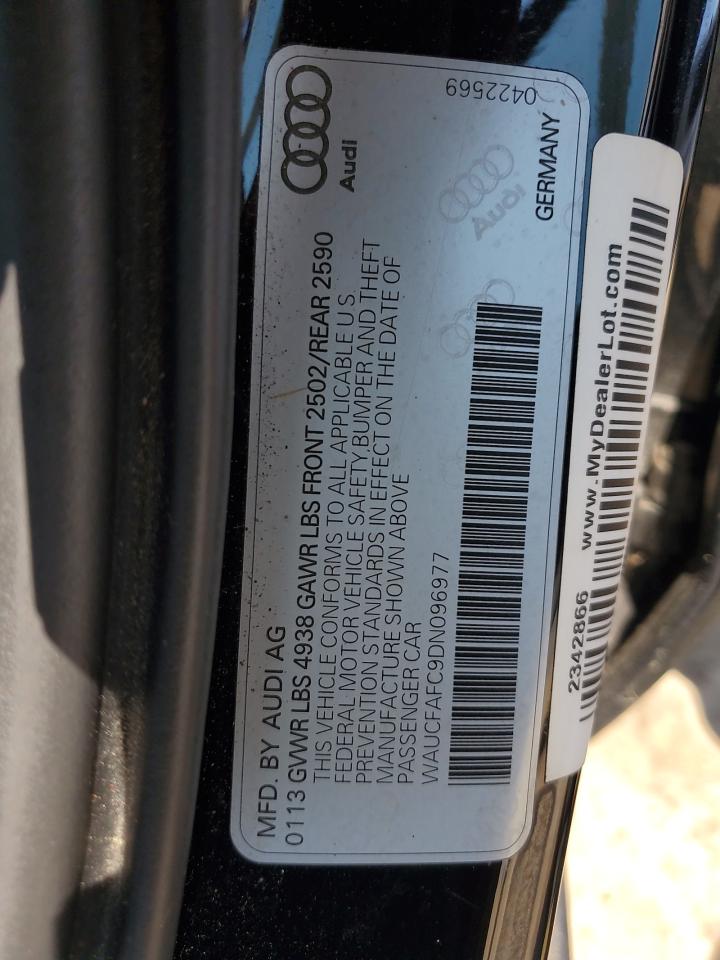 Audi
0422569
MFD. BY AUDI AG
0113 GVWR LBS 4938 GAWR LBS FRONT 2502/REAR 2590
THIS VEHICLE CONFORMS TO ALL APPLICABLE U.S.
FEDERAL MOTOR VEHICLE SAFETY,BUMPER AND THEFT
PREVENTION STANDARDS IN EFFECT ON THE DATE OF
MANUFACTURE SHOWN ABOVE
PASSENGER CAR
WAUCFAFC9DN096977
Audi
GERMANY
2342866 www.MyDealerLot.com